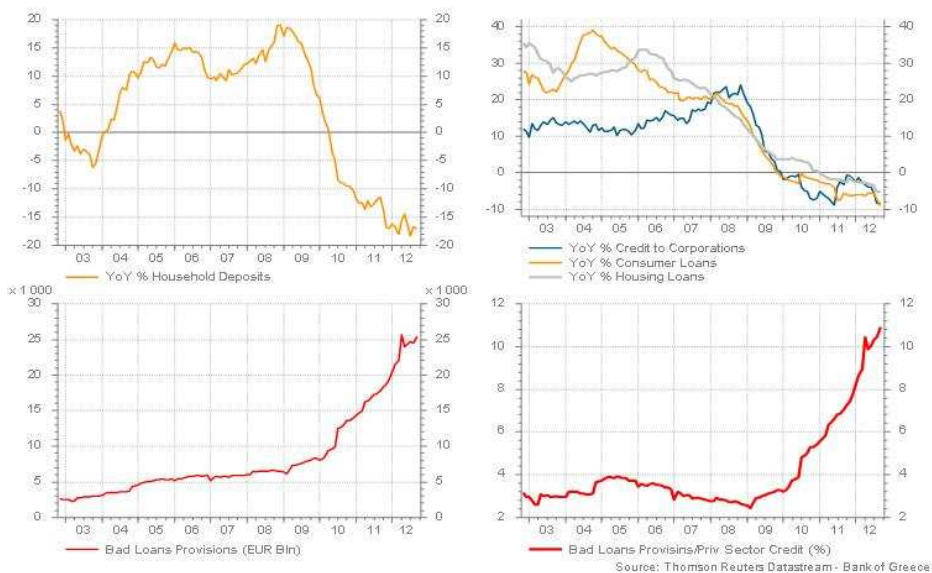 20 20
15 15
10 10
5 5
0 0
-5 -5
-10 -10
-15 -15
-20 -20
03 04 05 06 07 08 09 10 11 12
YoY % Household Deposits
40 40
30 30
20 20
10 10
0 0
-10 -10
03 04 05 06 07 08 09 10 11 12
YoY % Credit to Corporations
YoY % Consumer Loans
YoY % Housing Loans
x 1 000 x 1 000
30 30
25 25
20 20
15 15
10 10
5 5
0 0
03 04 05 06 07 08 09 10 11 12
Bad Loans Provisions (EUR Bln)
12 12
10 10
8 8
6 6
4 4
2 2
03 04 05 06 07 08 09 10 11 12
Bad Loans Provisins/Priv Sector Credit (%)
Source: Thomson Reuters Datastream - Bank of Greece